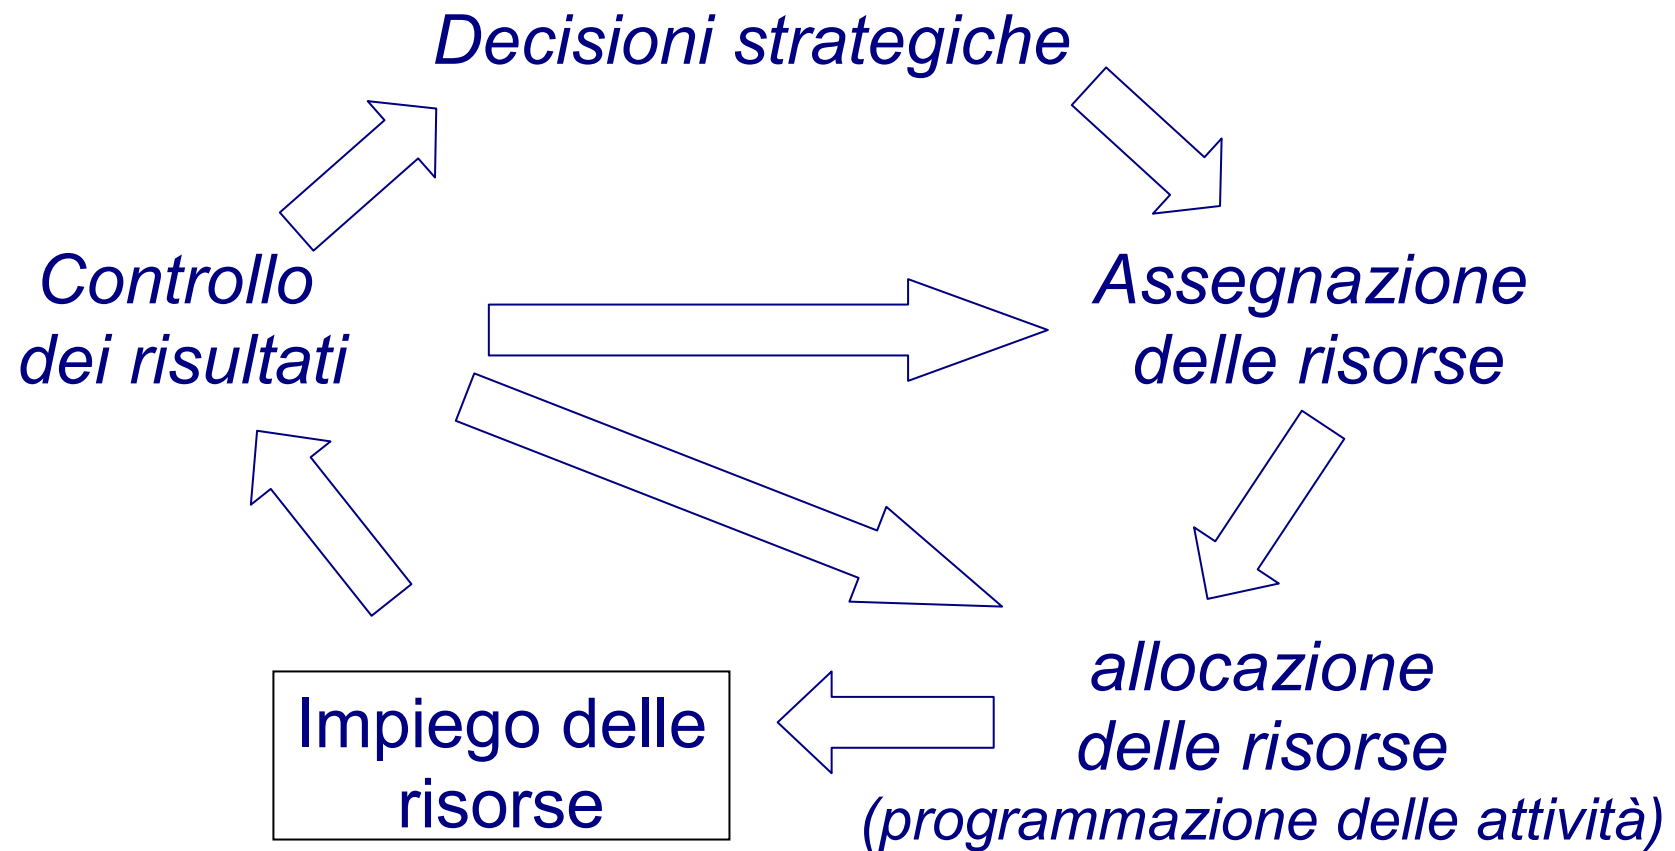 Decisioni strategiche
Controllo
dei risultati
Assegnazione
delle risorse
Impiego delle
risorse
allocazione
delle risorse
(programmazione delle attività)